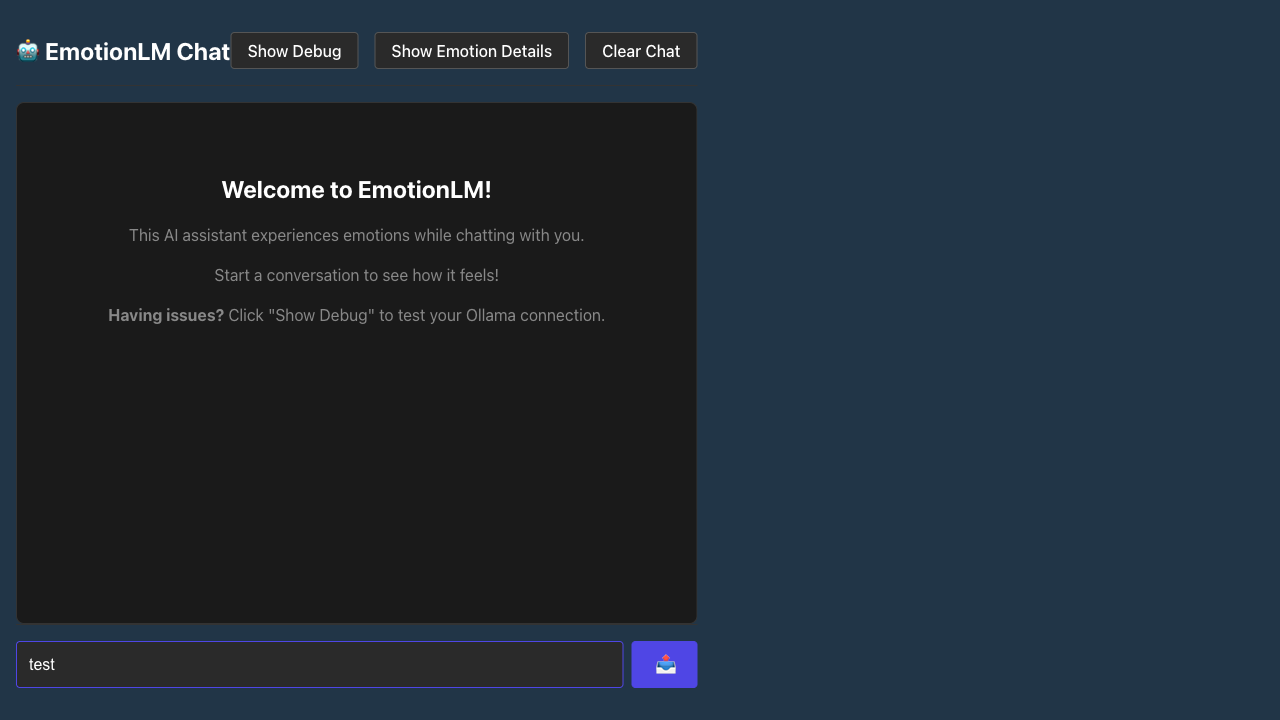 🤖 EmotionLM Chat
Show Debug
Show Emotion Details
Clear Chat
Welcome to EmotionLM!
This AI assistant experiences emotions while chatting with you.
Start a conversation to see how it feels!
Having issues? Click "Show Debug" to test your Ollama connection.
test